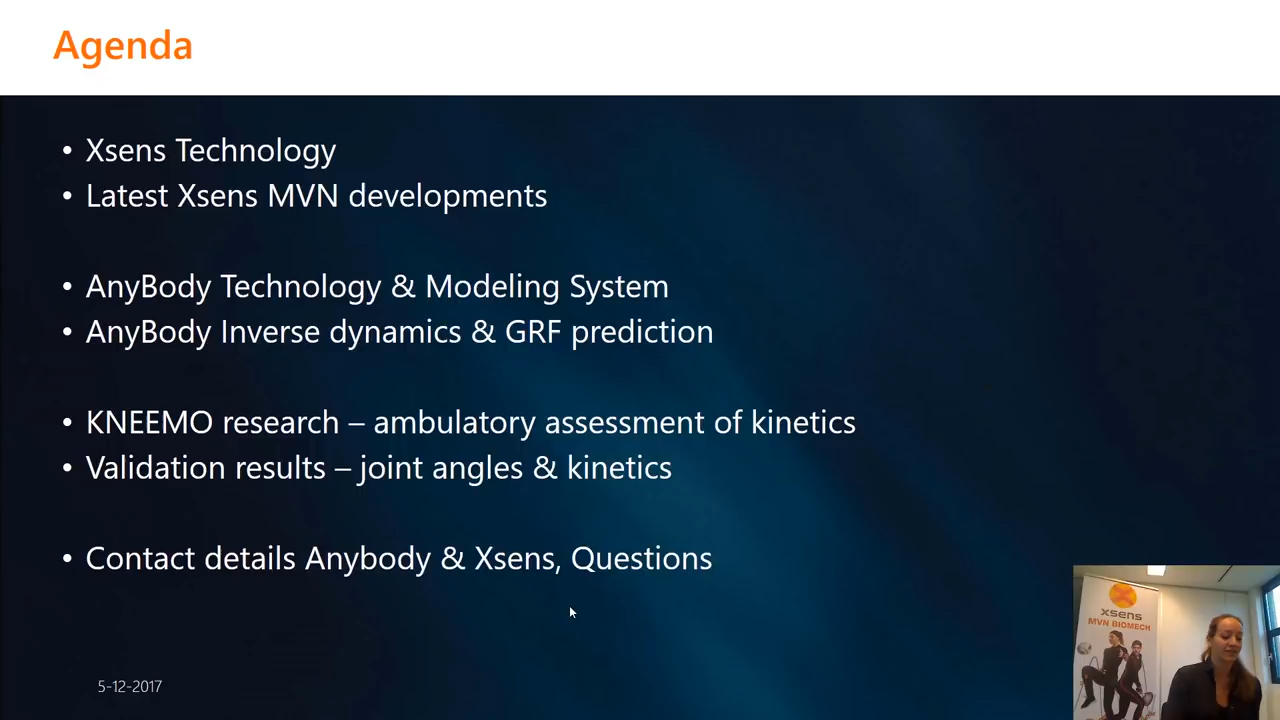 Agenda
• Xsens Technology
• Latest Xsens MVN developments
• AnyBody Technology & Modeling System
• AnyBody Inverse dynamics & GRF prediction
• KNEEMO research – ambulatory assessment of kinetics
• Validation results – joint angles & kinetics
• Contact details Anybody & Xsens, Questions
xsens
MVN BIOMECH
5-12-2017